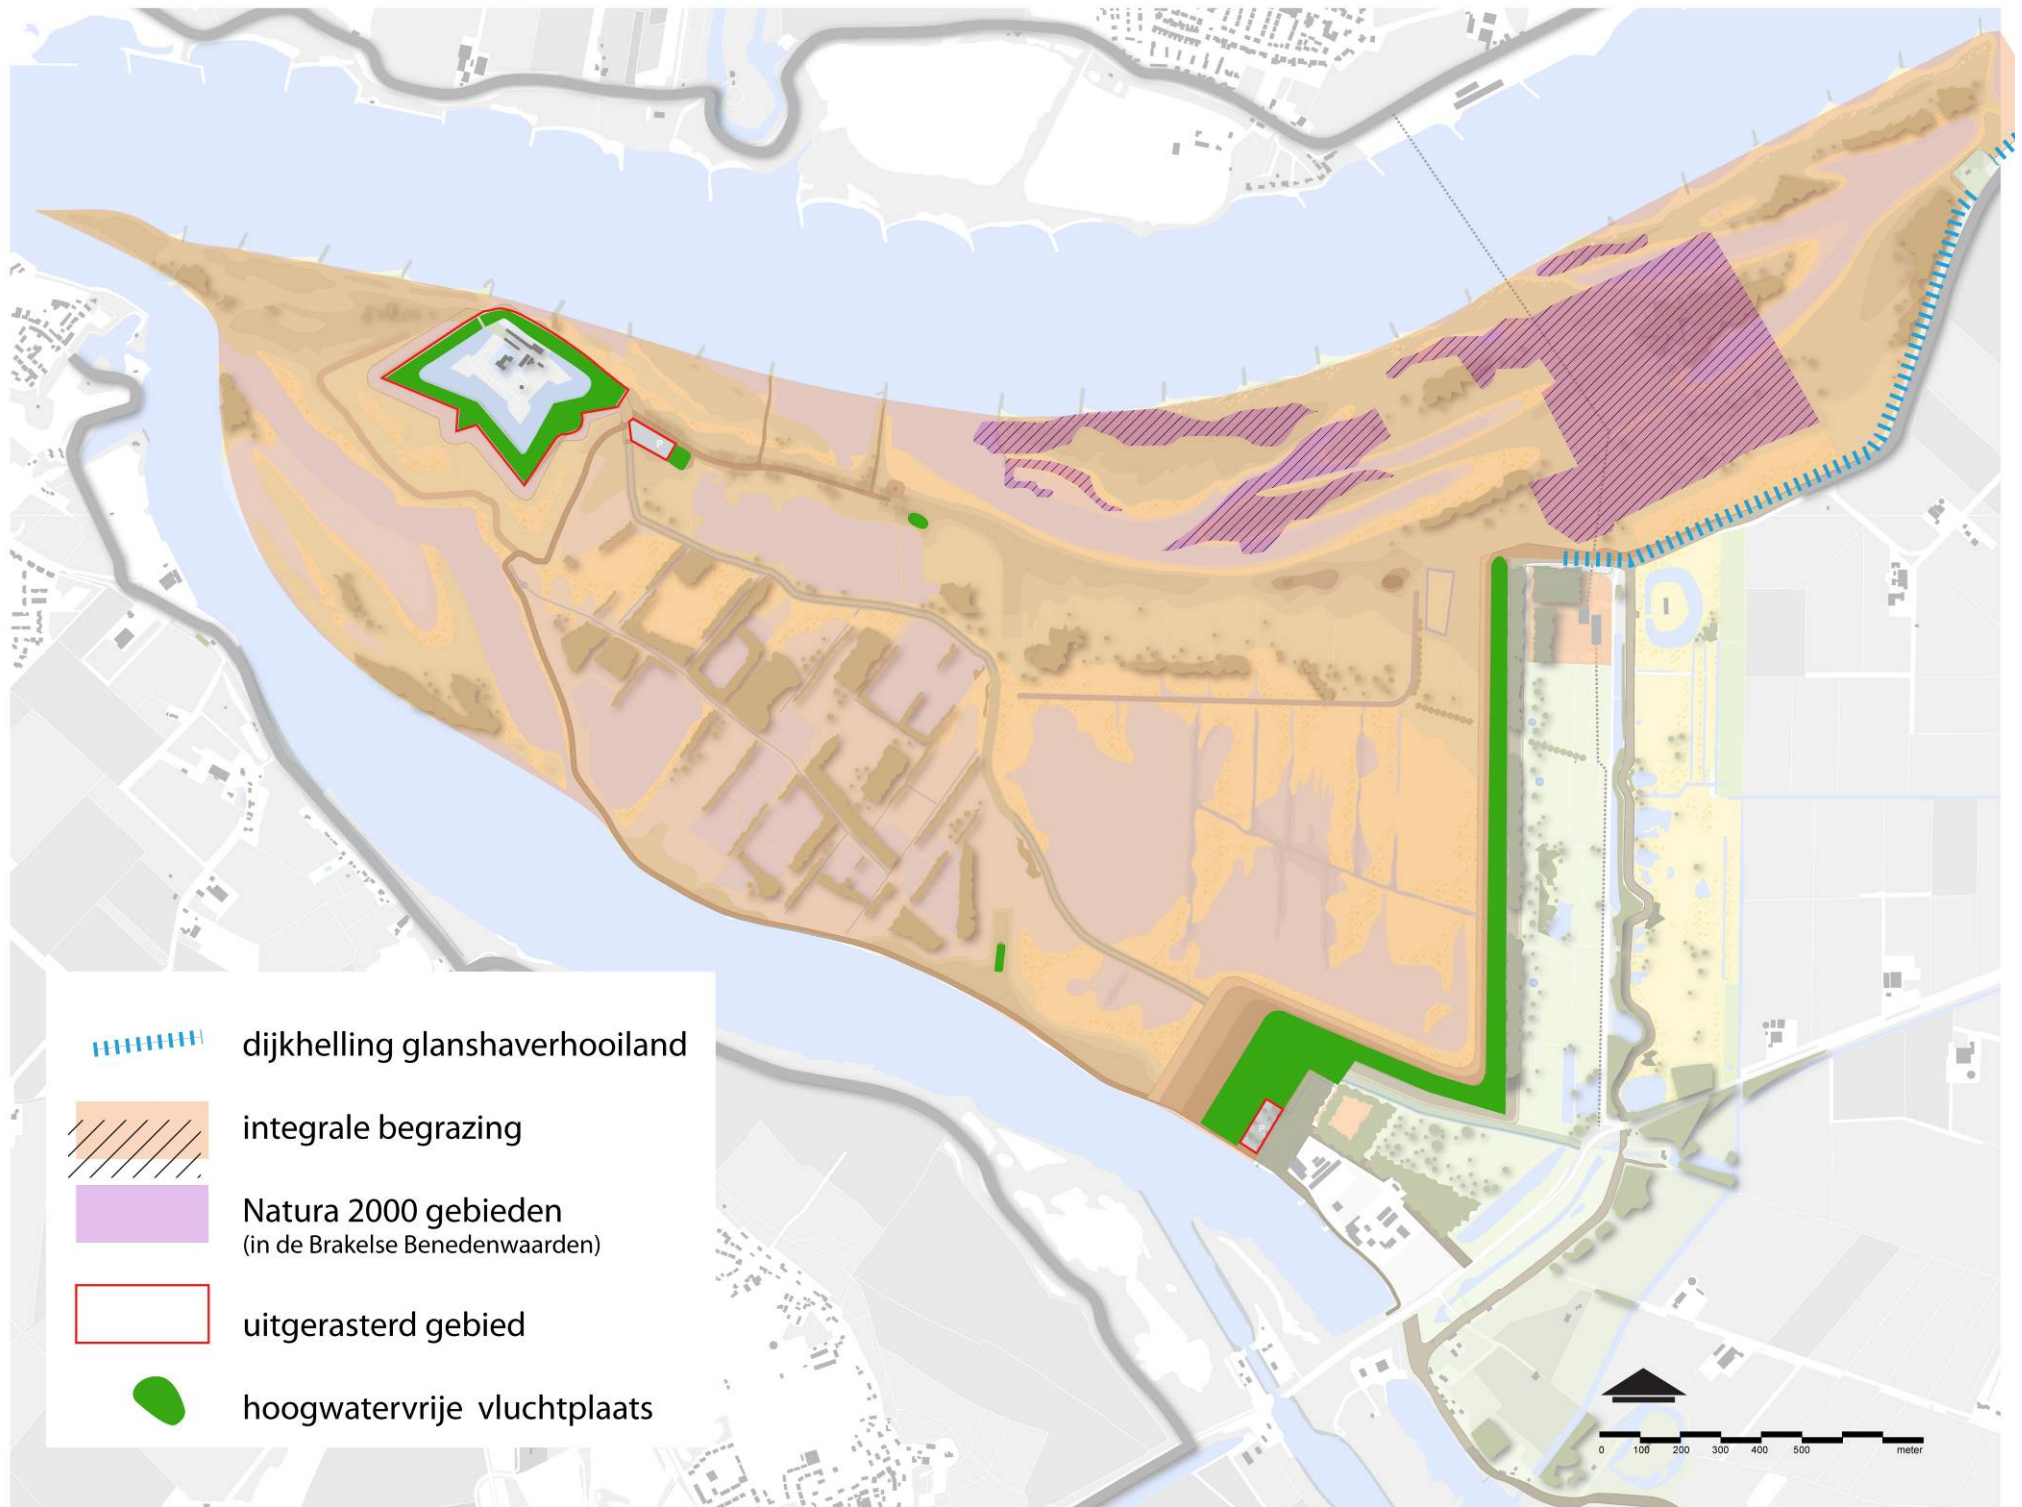 P
dijkhelling glanshaverhooiland
integrale begrazing
Natura 2000 gebieden
(in de Brakelse Benedenwaarden)
uitgerasterd gebied
hoogwatervrije vluchtplaats
0 100 200 300 400 500 meter